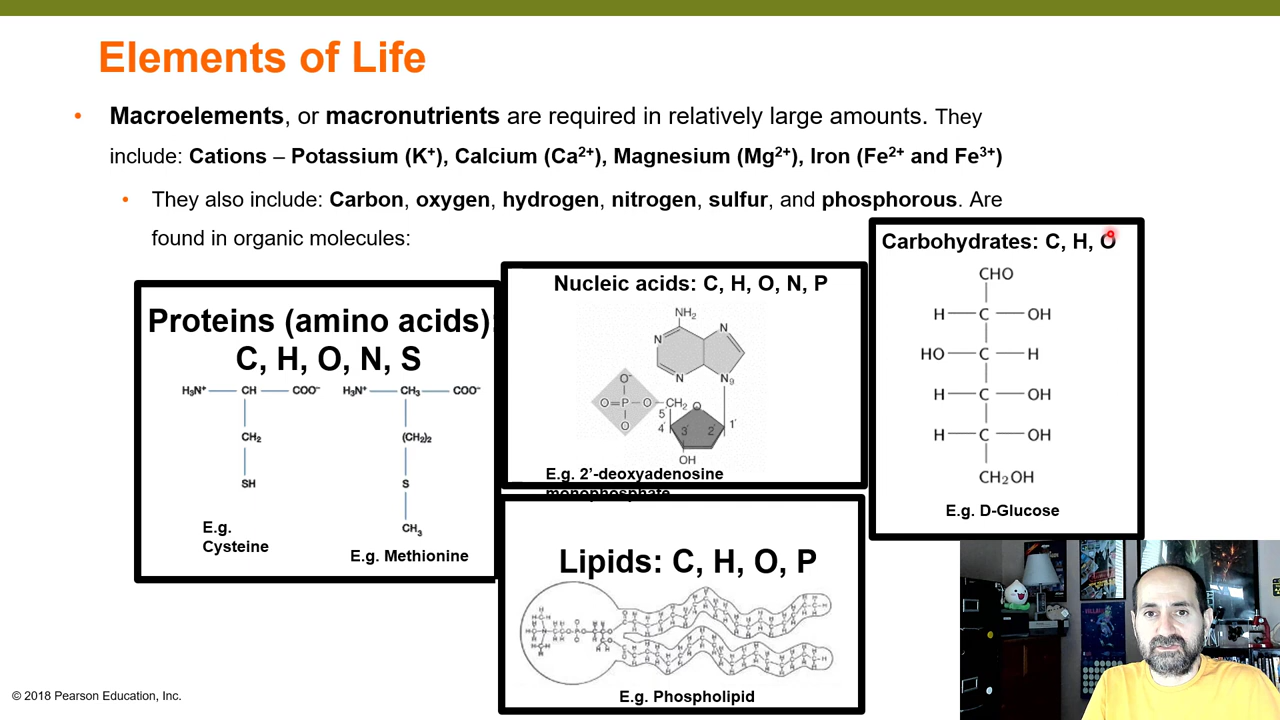 Elements of Life
• Macroelements, or macronutrients are required in relatively large amounts. They
include: Cations – Potassium (K⁺), Calcium (Ca²⁺), Magnesium (Mg²⁺), Iron (Fe²⁺ and Fe³⁺)
• They also include: Carbon, oxygen, hydrogen, nitrogen, sulfur, and phosphorous. Are
found in organic molecules:
Proteins (amino acids):
C, H, O, N, S
H₃N⁺ CH COO⁻
CH₂
SH
E.g.
Cysteine
H₃N⁺ CH₃ COO⁻
(CH₂)₂
S
CH₃
E.g. Methionine
Nucleic acids: C, H, O, N, P
NH₂
N N
N N₉
O⁻
O=P—O—CH₂ O
O
5′
4′ 3′ 2′ 1′
OH
E.g. 2’-deoxyadenosine
monophosphate
Lipids: C, H, O, P
E.g. Phospholipid
Carbohydrates: C, H, O
CHO
H—C—OH
HO—C—H
H—C—OH
H—C—OH
CH₂OH
E.g. D-Glucose
© 2018 Pearson Education, Inc.